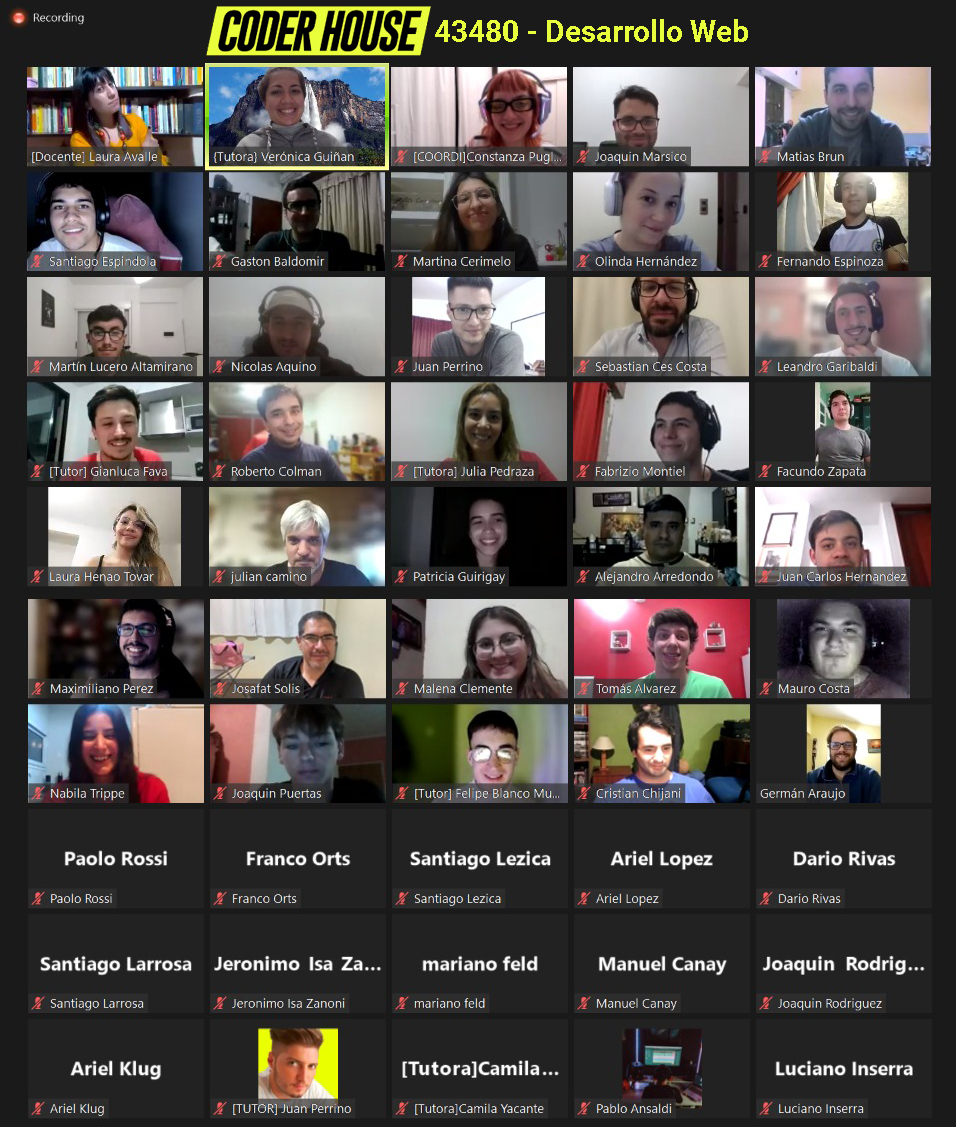 Recording
CODER HOUSE 43480 - Desarrollo Web
[Docente] Laura Avalle
{Tutora} Verónica Guiñan
[COORDI]Constanza Pugl...
Joaquin Marsico
Matias Brun
Santiago Espindola
Gaston Baldomir
Martina Cerimelo
Olinda Hernández
Fernando Espinoza
Martín Lucero Altamirano
Nicolas Aquino
Juan Perrino
Sebastian Ces Costa
Leandro Garibaldi
[Tutor] Gianluca Fava
Roberto Colman
[Tutora] Julia Pedraza
Fabrizio Montiel
Facundo Zapata
Laura Henao Tovar
julian camino
Patricia Guirigay
Alejandro Arredondo
Juan Carlos Hernandez
Maximiliano Perez
Josafat Solis
Malena Clemente
Tomás Alvarez
Mauro Costa
Nabila Trippe
Joaquin Puertas
[Tutor] Felipe Blanco Mu...
Cristian Chijani
Germán Araujo
Paolo Rossi
Paolo Rossi
Franco Orts
Franco Orts
Santiago Lezica
Santiago Lezica
Ariel Lopez
Ariel Lopez
Dario Rivas
Dario Rivas
Santiago Larrosa
Santiago Larrosa
Jeronimo Isa Za...
Jeronimo Isa Zanoni
mariano feld
mariano feld
Manuel Canay
Manuel Canay
Joaquin Rodrig...
Joaquin Rodriguez
Ariel Klug
Ariel Klug
[TUTOR] Juan Perrino
[Tutora]Camila...
[Tutora]Camila Yacante
Pablo Ansaldi
Luciano Inserra
Luciano Inserra